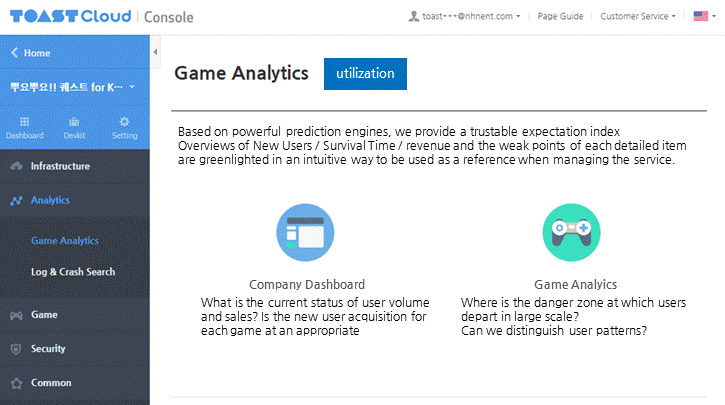 TOAST Cloud | Console
toast***@nhnent.com
Page Guide
Customer Service
Home
뿌요뿌요!! 퀘스트 for K···
Dashboard
Devkit
Setting
Infrastructure
Analytics
Game Analytics
Log & Crash Search
Game
Security
Common
Game Analytics
utilization
Based on powerful prediction engines, we provide a trustable expectation index
Overviews of New Users / Survival Time / revenue and the weak points of each detailed item
are greenlighted in an intuitive way to be used as a reference when managing the service.
Company Dashboard
What is the current status of user volume
and sales? Is the new user acquisition for
each game at an appropriate
Game Analyics
Where is the danger zone at which users
depart in large scale?
Can we distinguish user patterns?